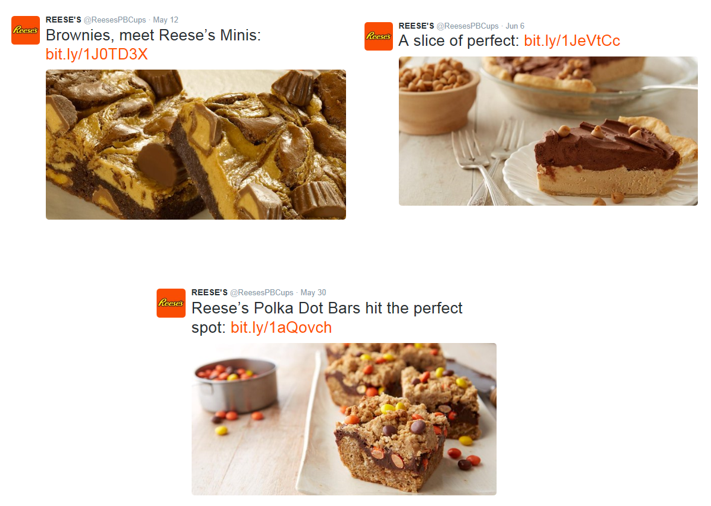 Reese's
REESE'S @ReesesPBCups · May 12
Brownies, meet Reese's Minis:
bit.ly/1J0TD3X
Reese's
REESE'S @ReesesPBCups · Jun 6
A slice of perfect: bit.ly/1JeVtCc
Reese's
REESE'S @ReesesPBCups · May 30
Reese's Polka Dot Bars hit the perfect
spot: bit.ly/1aQovch